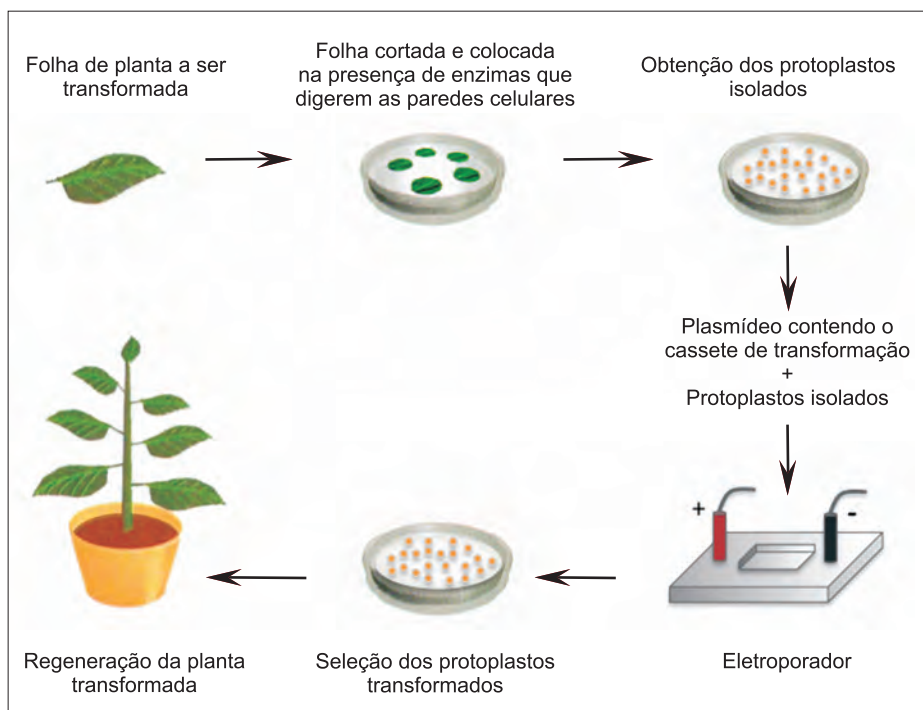 Folha de planta a ser
transformada
Folha cortada e colocada
na presença de enzimas que
digerem as paredes celulares
Obtenção dos protoplastos
isolados
Plasmídeo contendo o
cassete de transformação
+
Protoplastos isolados
+
-
Eletroporador
Seleção dos protoplastos
transformados
Regeneração da planta
transformada